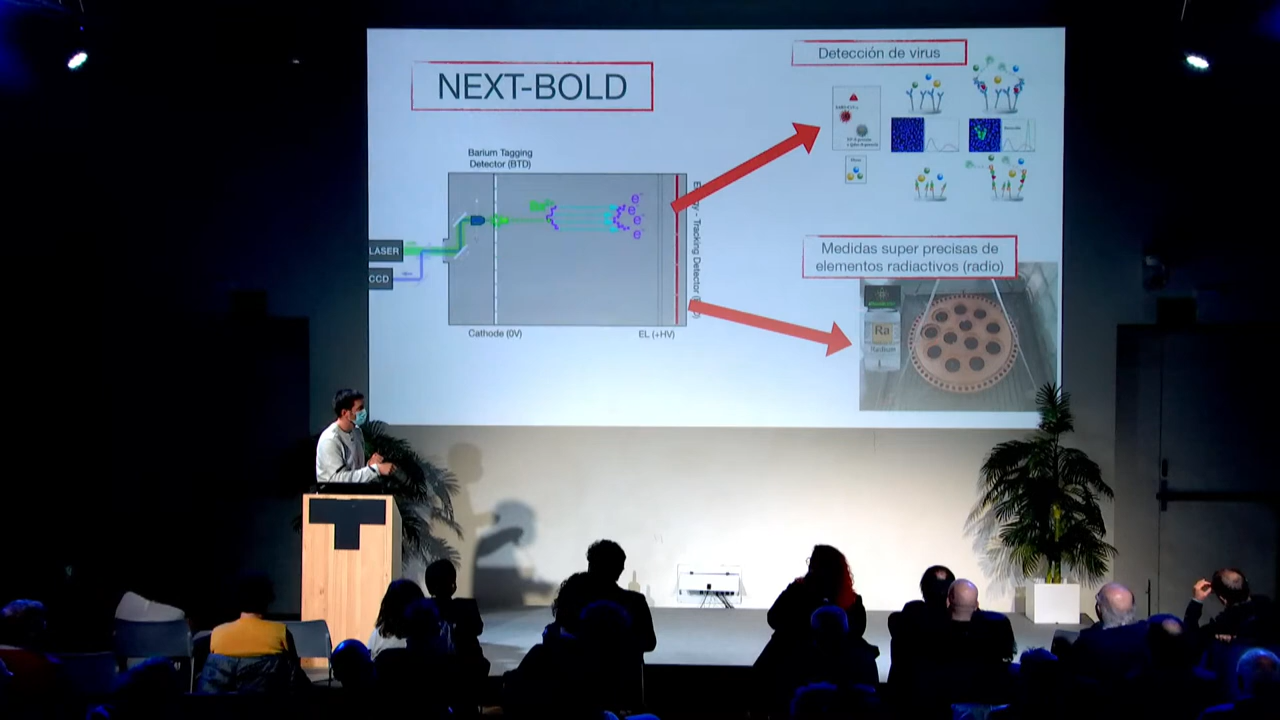 NEXT-BOLD
Detección de virus
Barium Tagging
Detector (BTD)
LASER
CCD
e⁻
e⁻
e⁻
e⁻
Tracking Detector
Cathode (0V)
EL (+HV)
Medidas super precisas de
elementos radiactivos (radio)
Ra
Radium
T